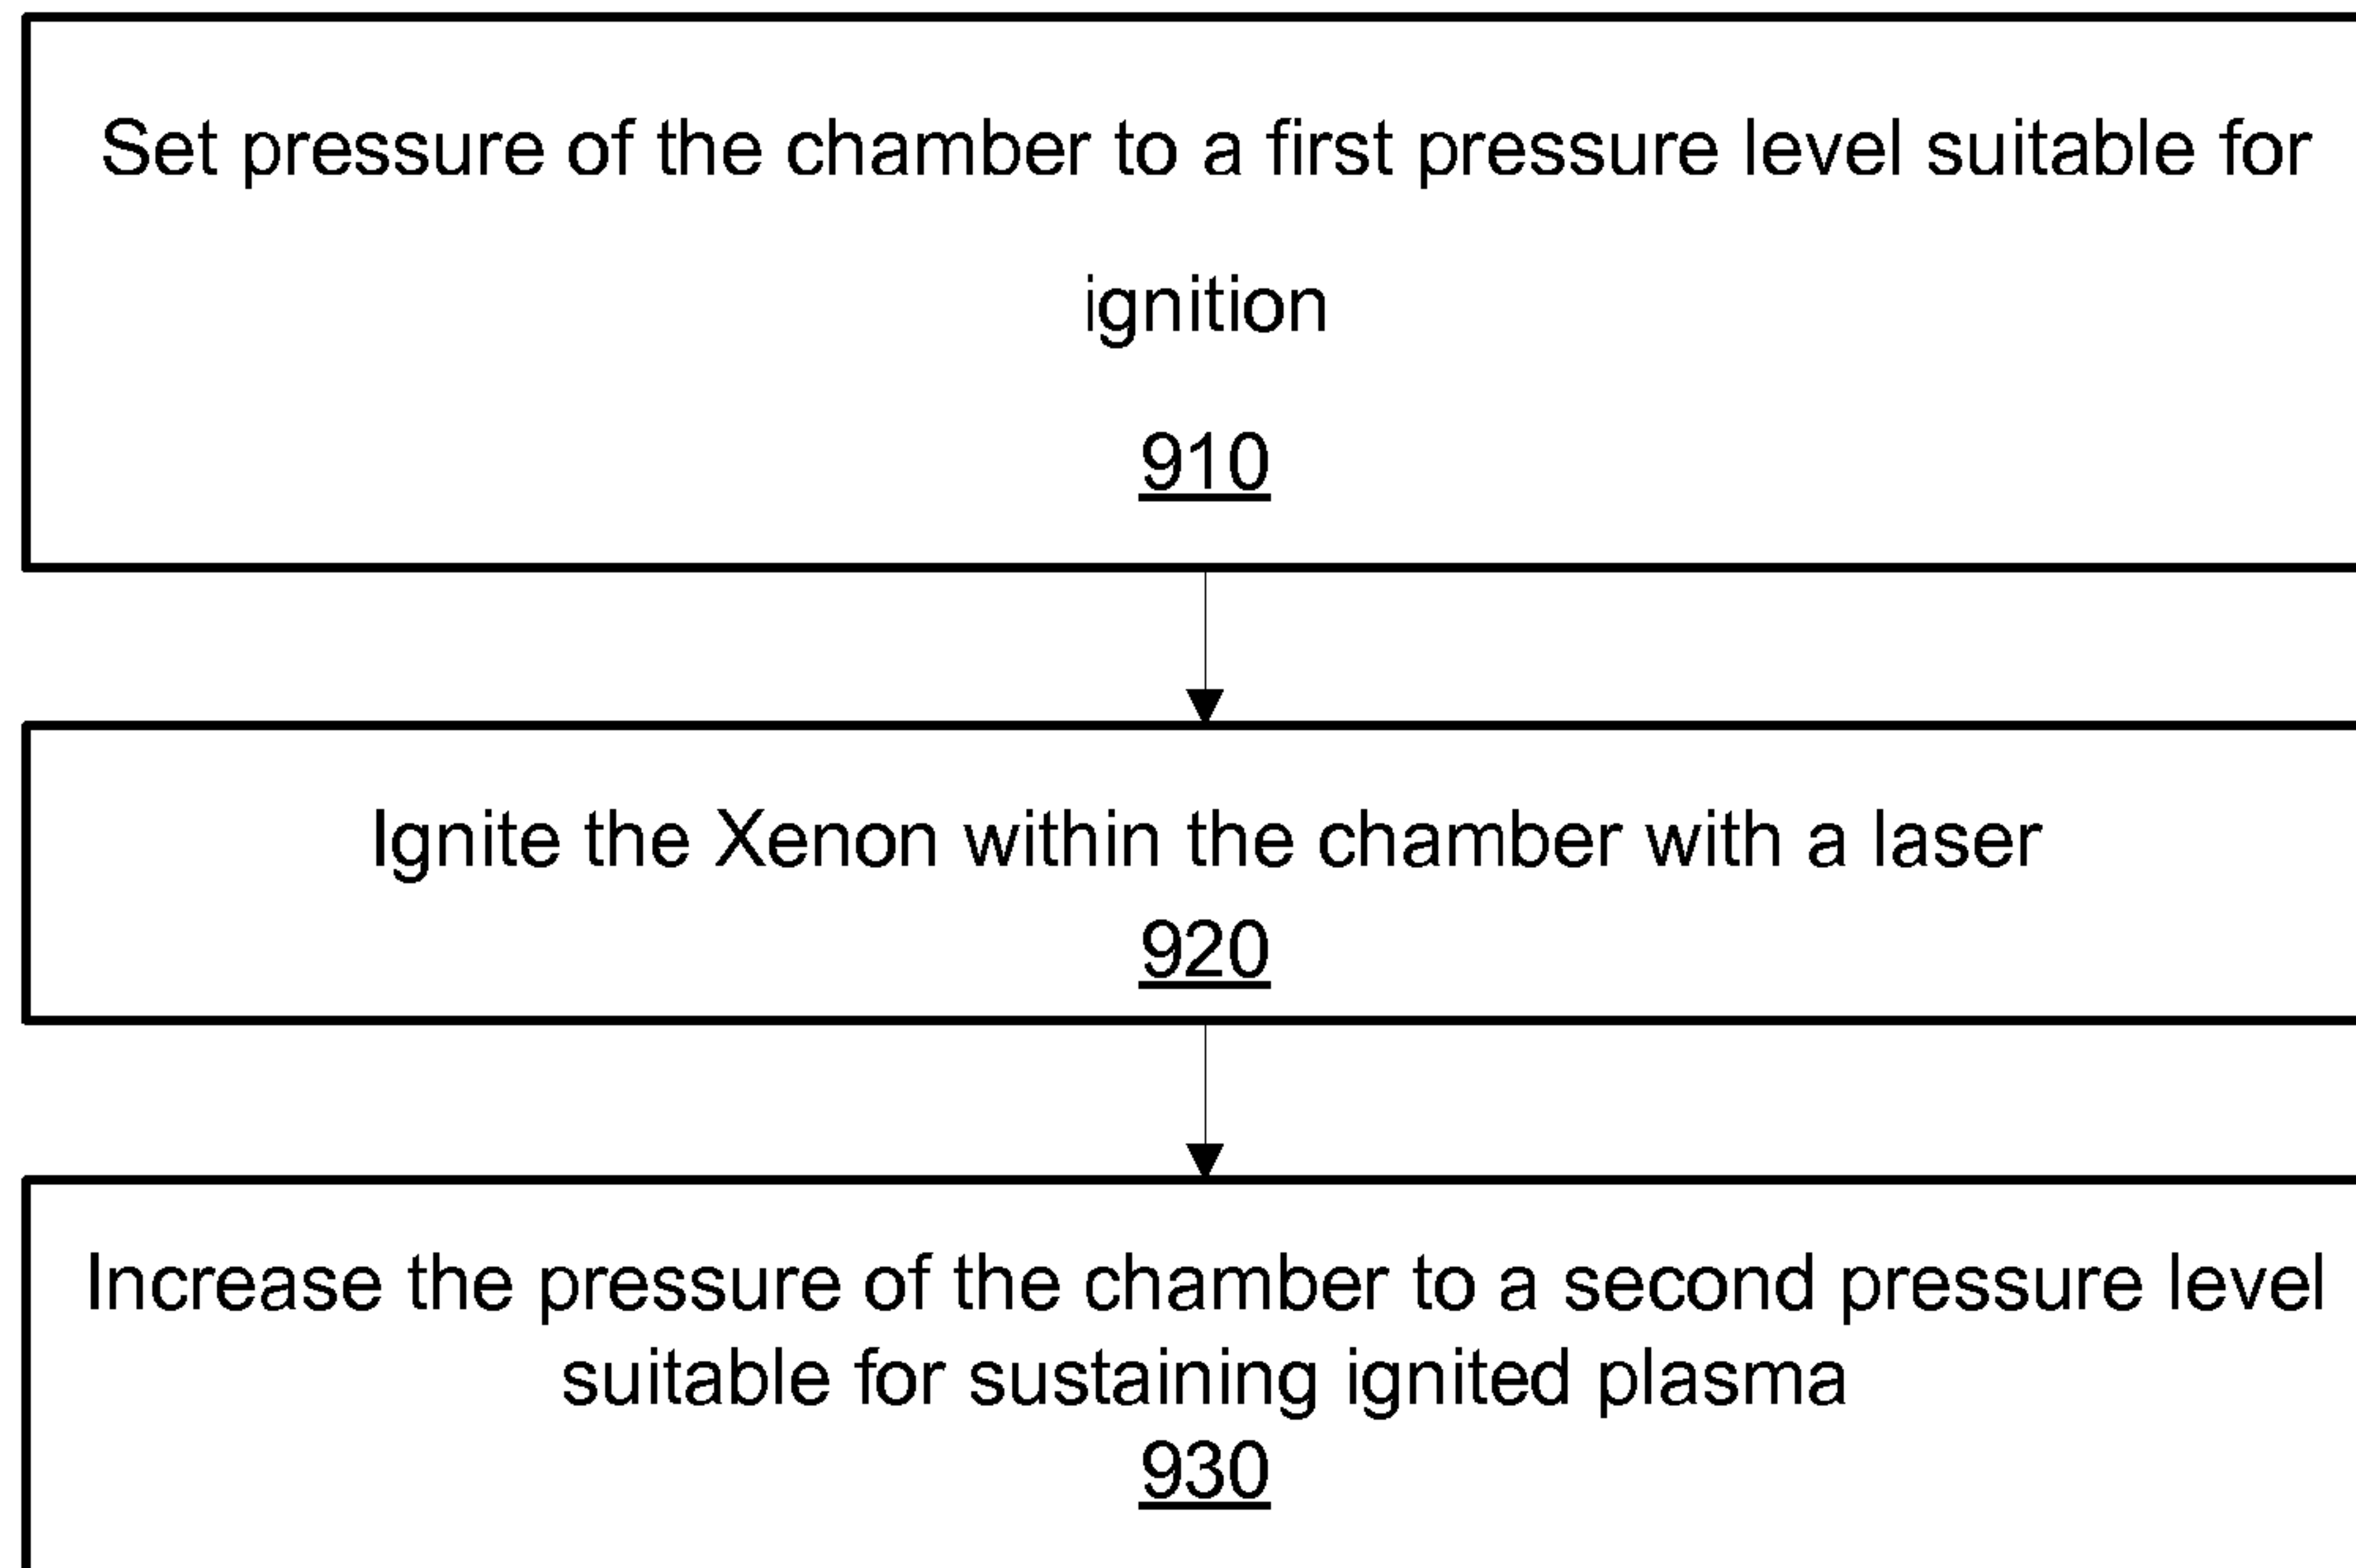 Set pressure of the chamber to a first pressure level suitable for
ignition
910
Ignite the Xenon within the chamber with a laser
920
Increase the pressure of the chamber to a second pressure level
suitable for sustaining ignited plasma
930